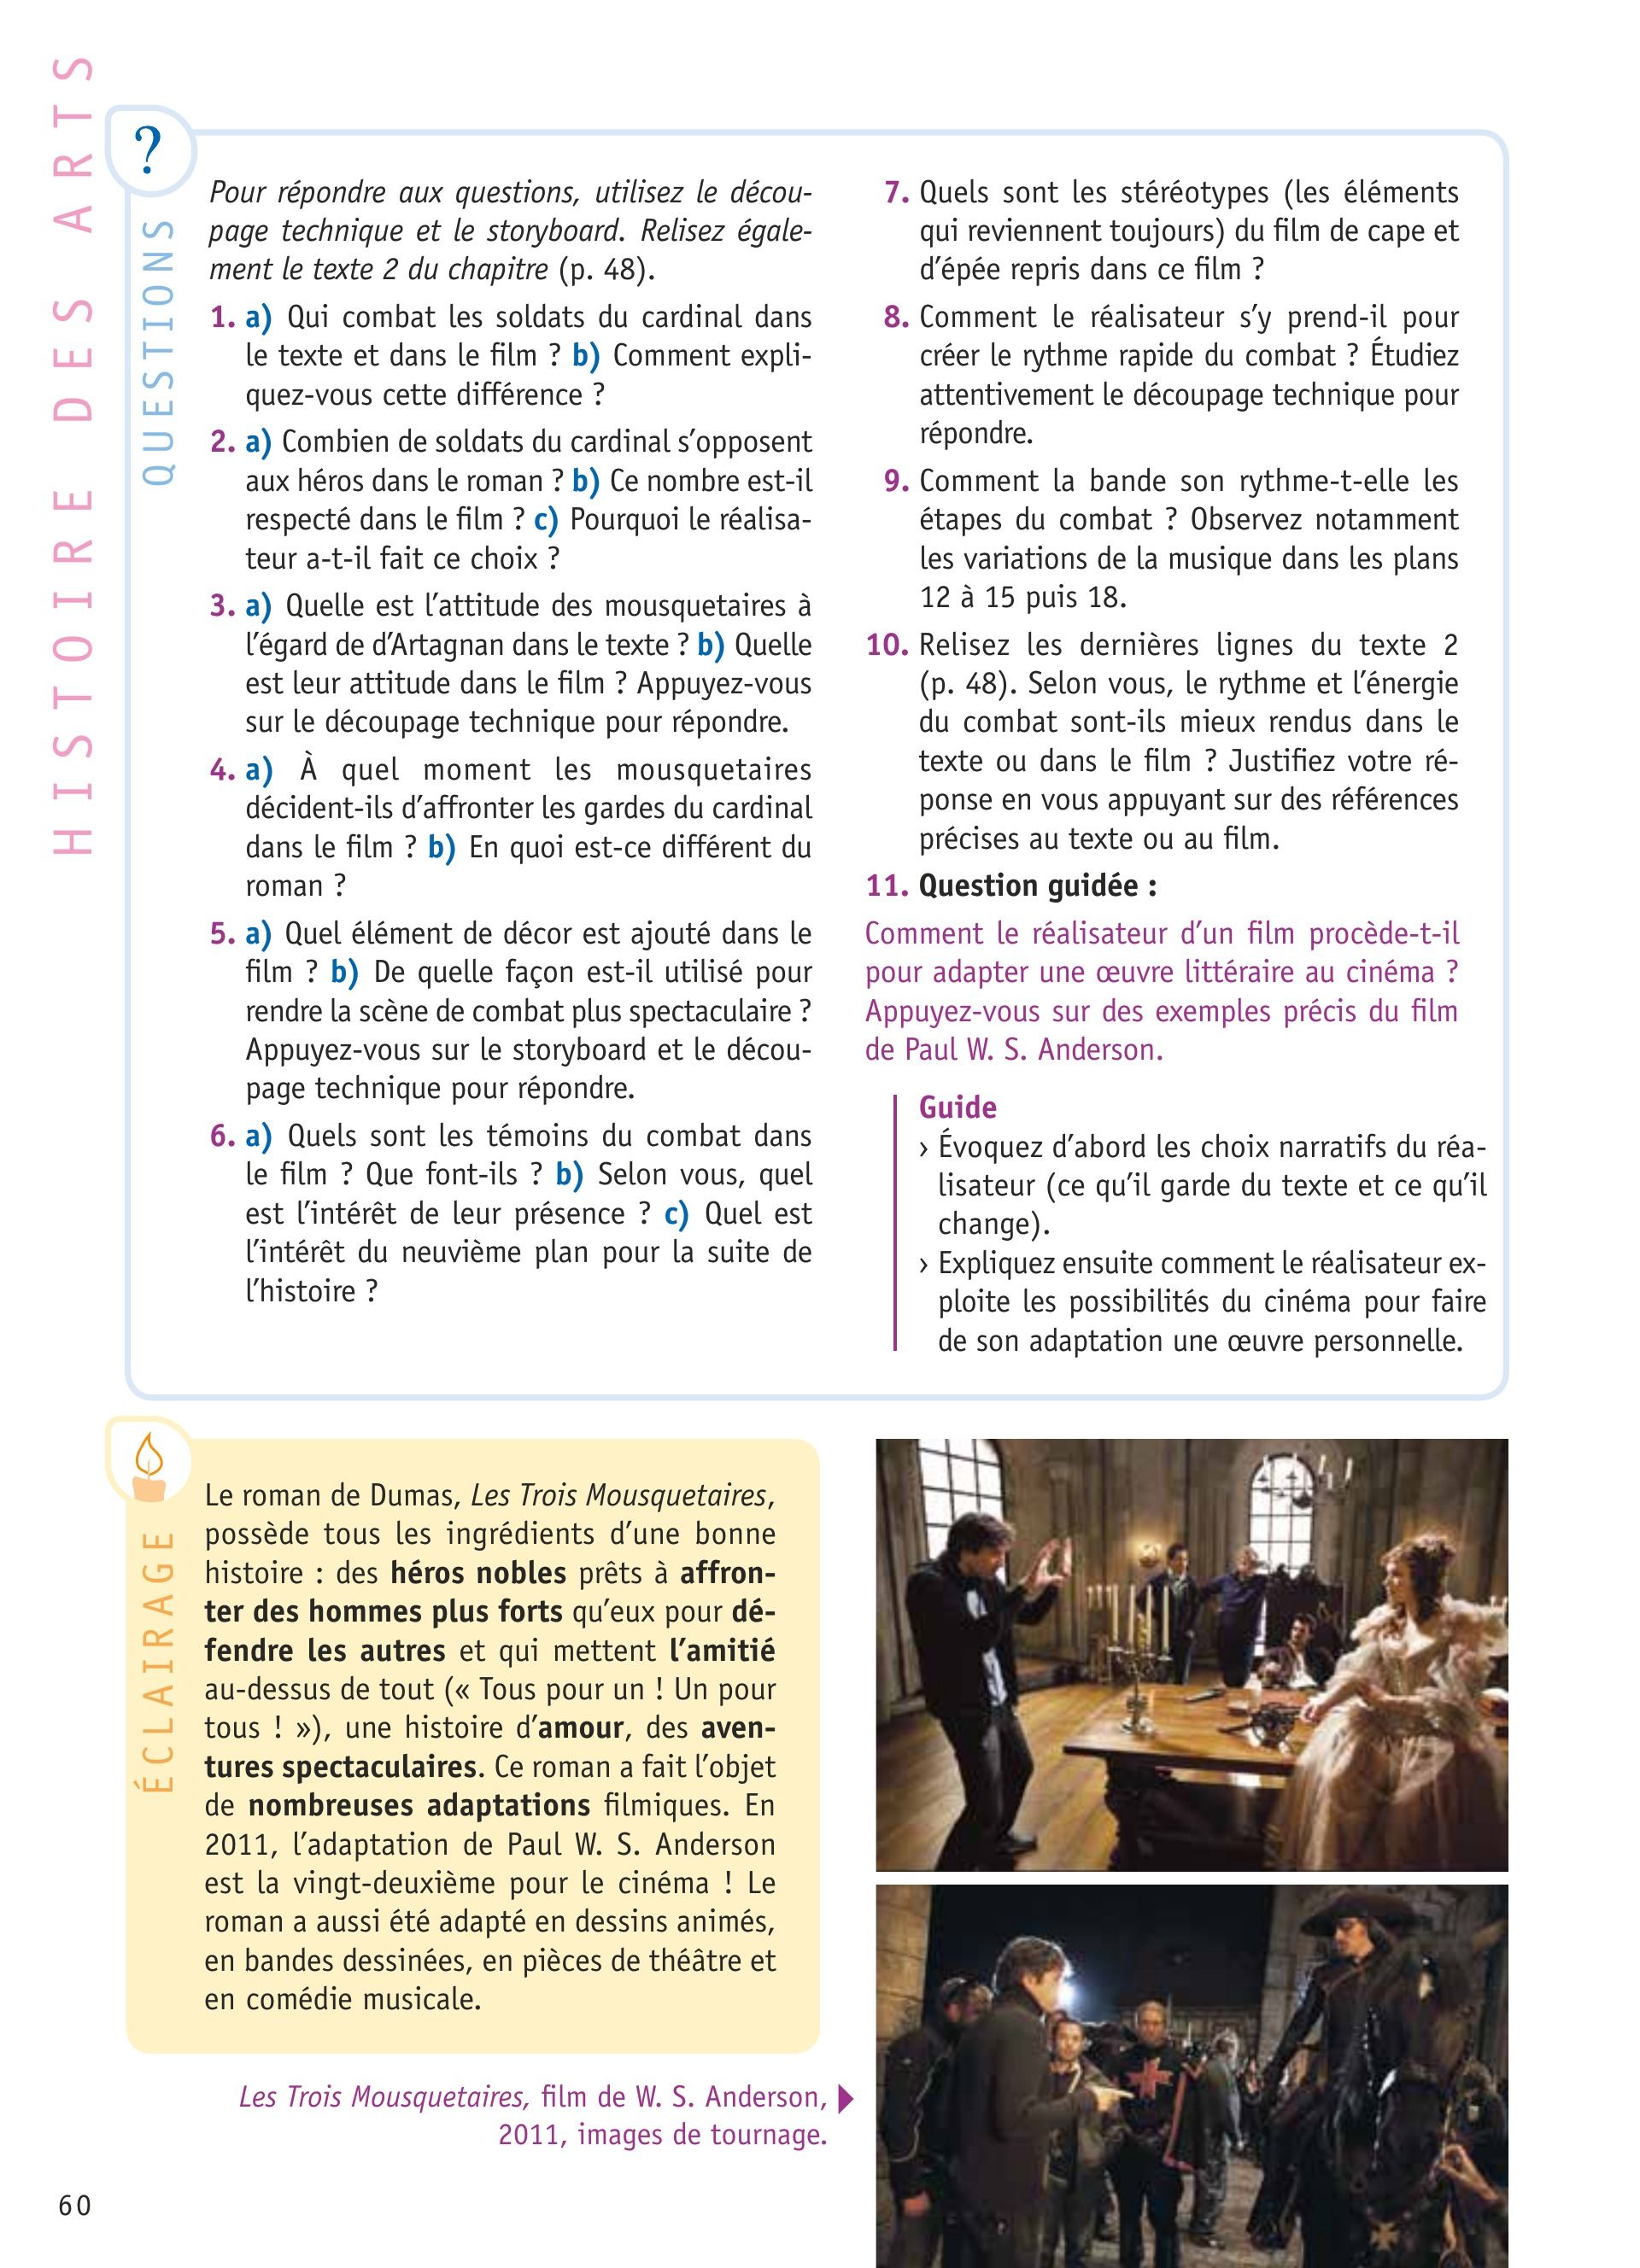 HISTOIRE DES ARTS
?
QUESTIONS
Pour répondre aux questions, utilisez le décou-
page technique et le storyboard. Relisez égale-
ment le texte 2 du chapitre (p. 48).
1. a) Qui combat les soldats du cardinal dans
le texte et dans le film ? b) Comment expli-
quez-vous cette différence ?
2. a) Combien de soldats du cardinal s’opposent
aux héros dans le roman ? b) Ce nombre est-il
respecté dans le film ? c) Pourquoi le réalisa-
teur a-t-il fait ce choix ?
3. a) Quelle est l’attitude des mousquetaires à
l’égard de d’Artagnan dans le texte ? b) Quelle
est leur attitude dans le film ? Appuyez-vous
sur le découpage technique pour répondre.
4. a) À quel moment les mousquetaires
décident-ils d’affronter les gardes du cardinal
dans le film ? b) En quoi est-ce différent du
roman ?
5. a) Quel élément de décor est ajouté dans le
film ? b) De quelle façon est-il utilisé pour
rendre la scène de combat plus spectaculaire ?
Appuyez-vous sur le storyboard et le décou-
page technique pour répondre.
6. a) Quels sont les témoins du combat dans
le film ? Que font-ils ? b) Selon vous, quel
est l’intérêt de leur présence ? c) Quel est
l’intérêt du neuvième plan pour la suite de
l’histoire ?
7. Quels sont les stéréotypes (les éléments
qui reviennent toujours) du film de cape et
d’épée repris dans ce film ?
8. Comment le réalisateur s’y prend-il pour
créer le rythme rapide du combat ? Étudiez
attentivement le découpage technique pour
répondre.
9. Comment la bande son rythme-t-elle les
étapes du combat ? Observez notamment
les variations de la musique dans les plans
12 à 15 puis 18.
10. Relisez les dernières lignes du texte 2
(p. 48). Selon vous, le rythme et l’énergie
du combat sont-ils mieux rendus dans le
texte ou dans le film ? Justifiez votre ré-
ponse en vous appuyant sur des références
précises au texte ou au film.
11. Question guidée :
Comment le réalisateur d’un film procède-t-il
pour adapter une œuvre littéraire au cinéma ?
Appuyez-vous sur des exemples précis du film
de Paul W. S. Anderson.
Guide
› Évoquez d’abord les choix narratifs du réa-
lisateur (ce qu’il garde du texte et ce qu’il
change).
› Expliquez ensuite comment le réalisateur ex-
ploite les possibilités du cinéma pour faire
de son adaptation une œuvre personnelle.
ÉCLAIRAGE
Le roman de Dumas, Les Trois Mousquetaires,
possède tous les ingrédients d’une bonne
histoire : des héros nobles prêts à affron-
ter des hommes plus forts qu’eux pour dé-
fendre les autres et qui mettent l’amitié
au-dessus de tout (« Tous pour un ! Un pour
tous ! »), une histoire d’amour, des aven-
tures spectaculaires. Ce roman a fait l’objet
de nombreuses adaptations filmiques. En
2011, l’adaptation de Paul W. S. Anderson
est la vingt-deuxième pour le cinéma ! Le
roman a aussi été adapté en dessins animés,
en bandes dessinées, en pièces de théâtre et
en comédie musicale.
Les Trois Mousquetaires, film de W. S. Anderson,
2011, images de tournage.
60